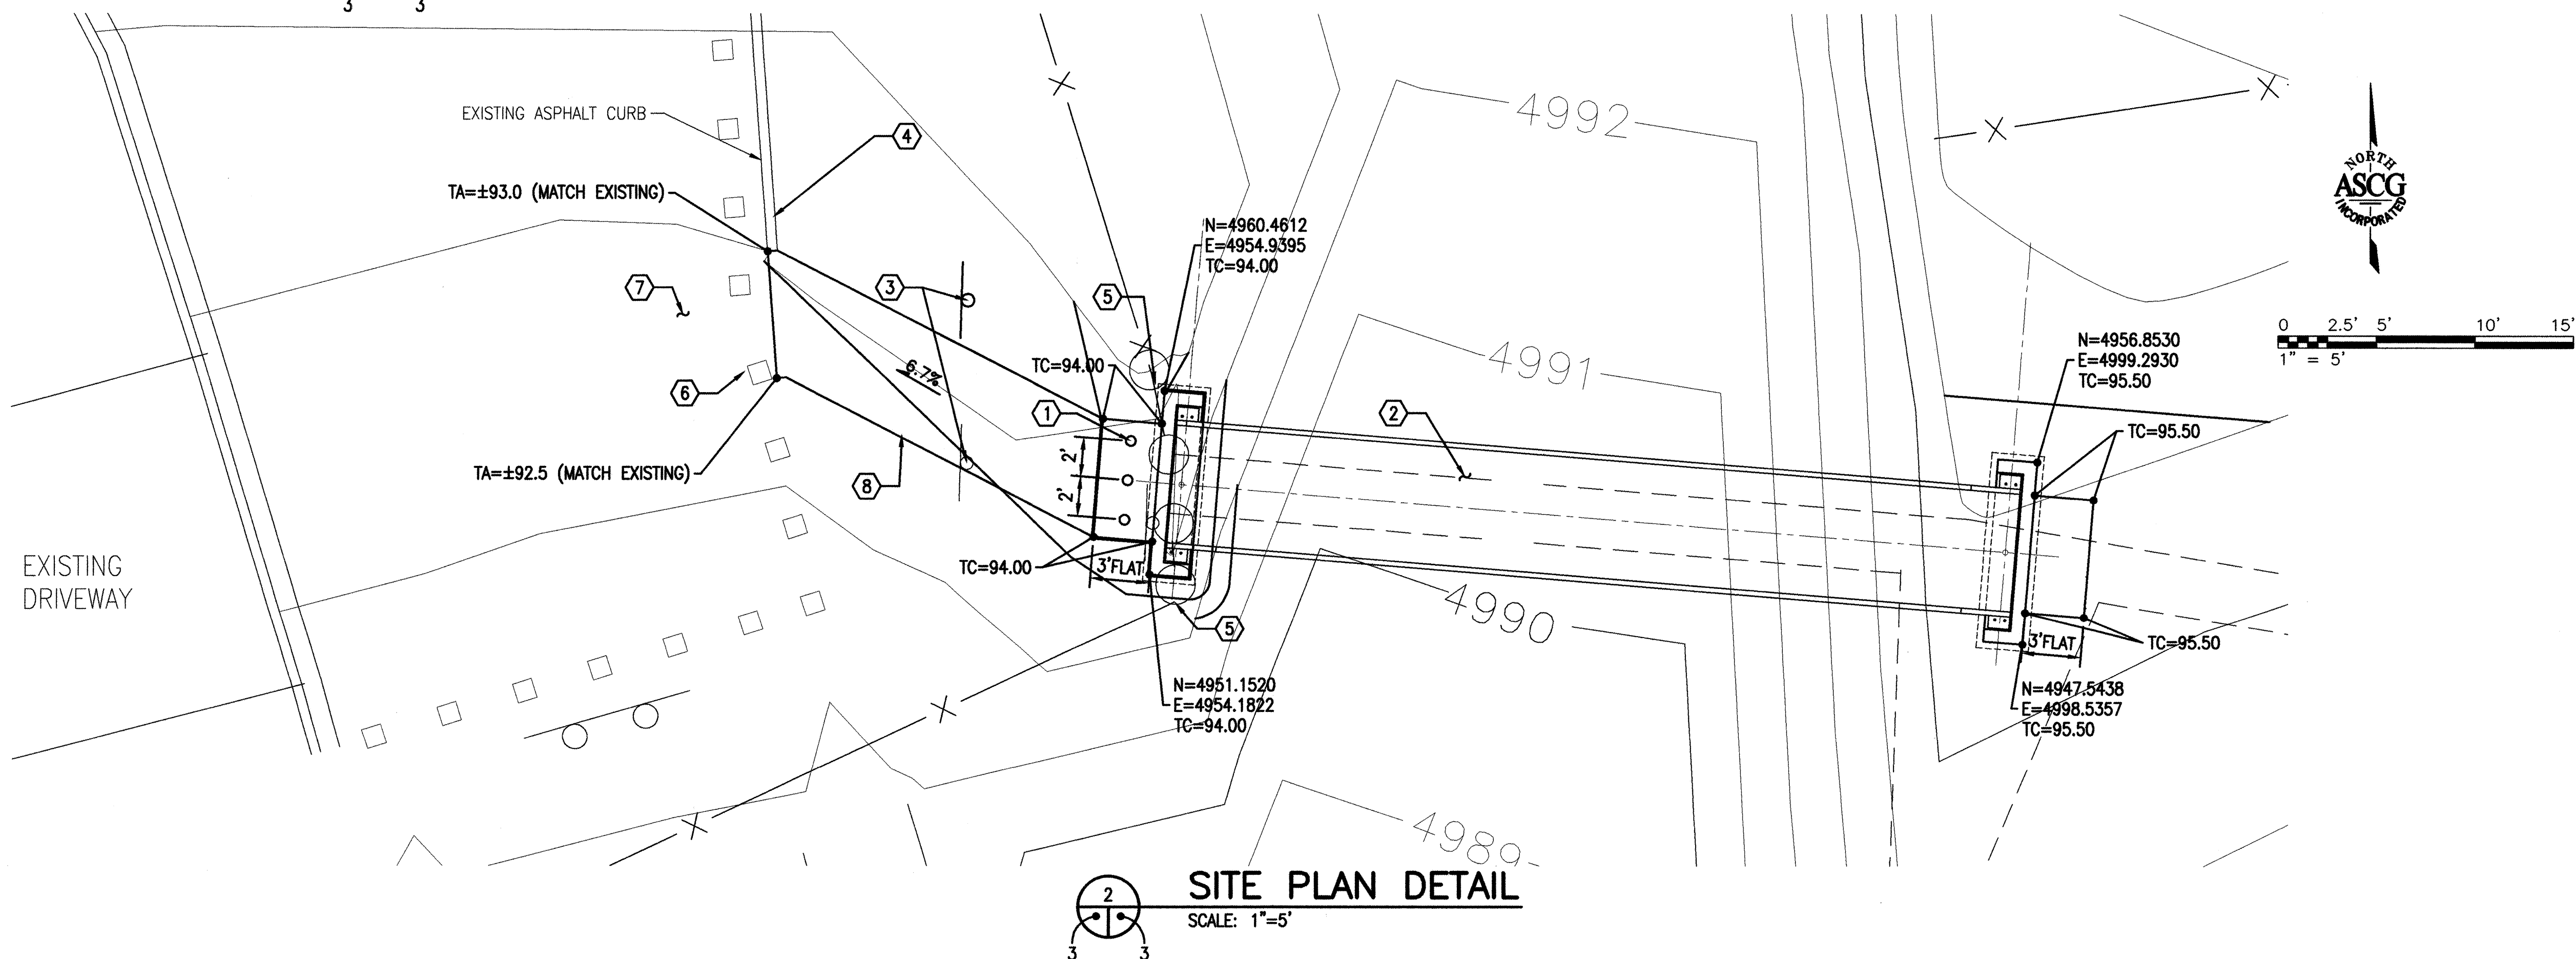 3 3
EXISTING ASPHALT CURB
4
TA=±93.0 (MATCH EXISTING)
4992
NORTH
ASCG
INCORPORATED
N=4960.4612
E=4954.9395
TC=94.00
7
3
5
0 2.5' 5' 10' 15'
1" = 5'
N=4956.8530
E=4999.2930
TC=95.50
6.7%
TC=94.00
4991
6
1
2
TC=95.50
2'
TA=±92.5 (MATCH EXISTING)
8
2'
EXISTING
DRIVEWAY
TC=94.00
3'FLAT
4990
5
3'FLAT
TC=95.50
N=4951.1520
E=4954.1822
TC=94.00
N=4947.5438
E=4998.5357
TC=95.50
4989
2
SITE PLAN DETAIL
SCALE: 1"=5'
3 3